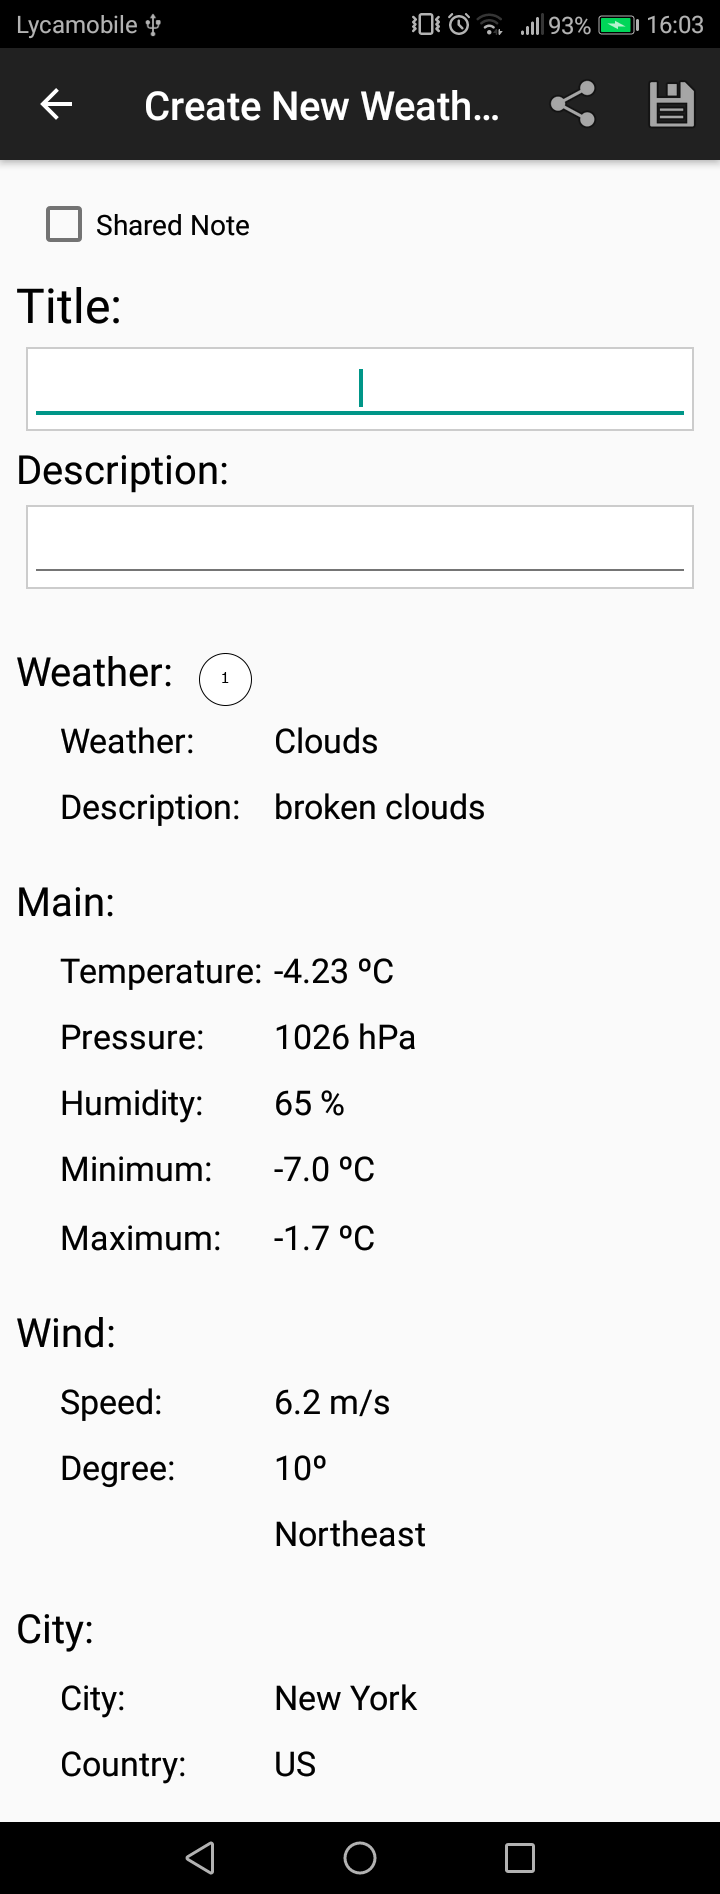 Lycamobile 93% 16:03
Create New Weath...
Shared Note
Title:
Description:
Weather: 1
Weather: Clouds
Description: broken clouds
Main:
Temperature: -4.23 ºC
Pressure: 1026 hPa
Humidity: 65 %
Minimum: -7.0 ºC
Maximum: -1.7 ºC
Wind:
Speed: 6.2 m/s
Degree: 10º
Northeast
City:
City: New York
Country: US